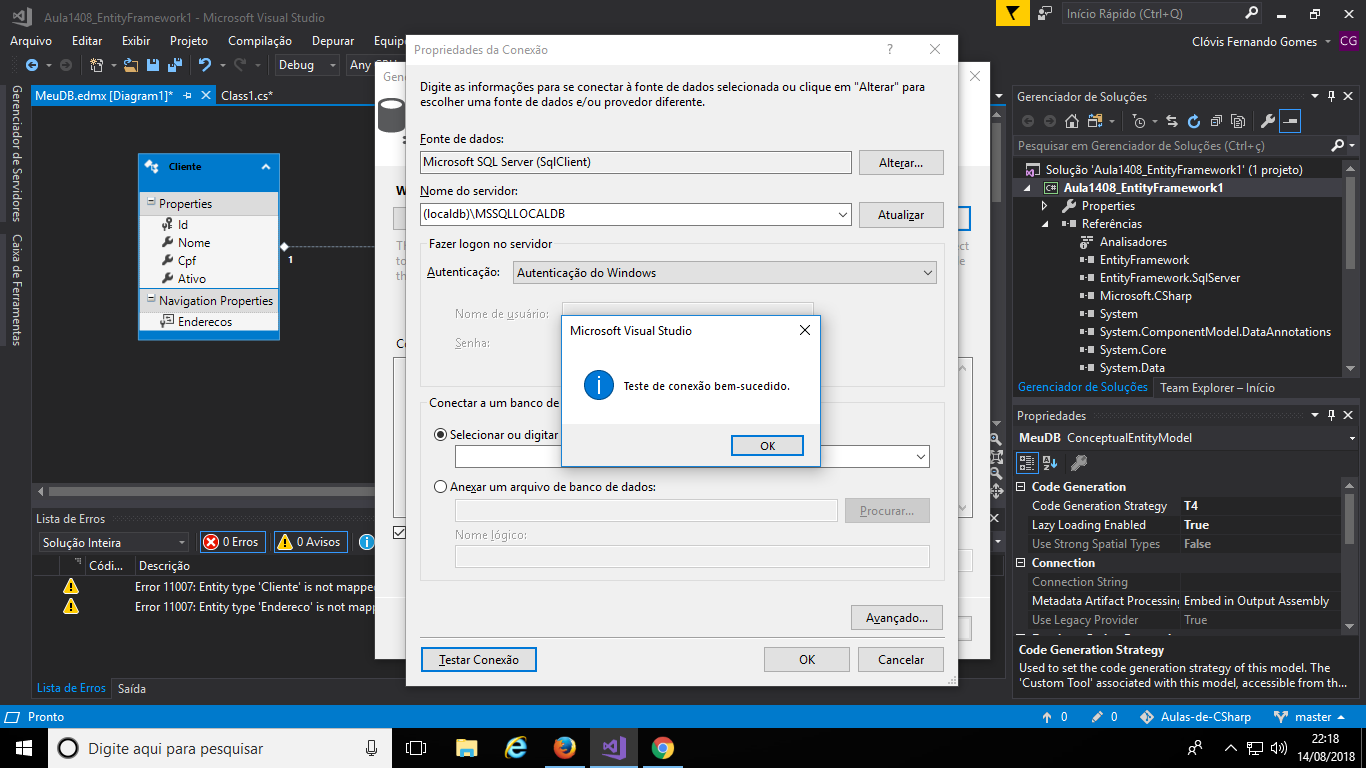 Aula1408_EntityFramework1 - Microsoft Visual Studio
Início Rápido (Ctrl+Q)
Arquivo Editar Exibir Projeto Compilação Depurar Equip
Clóvis Fernando Gomes CG
Debug Any
MeuDB.edmx [Diagram1]* Class1.cs*
Gerenciador de Servidores
Caixa de Ferramentas
Cliente
Properties
Id
Nome
Cpf
Ativo
Navigation Properties
Enderecos
1
Propriedades da Conexão
Digite as informações para se conectar à fonte de dados selecionada ou clique em "Alterar" para
escolher uma fonte de dados e/ou provedor diferente.
Fonte de dados:
Microsoft SQL Server (SqlClient)
Alterar...
Nome do servidor:
(localdb)\MSSQLLOCALDB
Atualizar
Fazer logon no servidor
Autenticação: Autenticação do Windows
Nome de usuário:
Senha:
Microsoft Visual Studio
Teste de conexão bem-sucedido.
OK
Conectar a um banco de
Selecionar ou digitar
Anexar um arquivo de banco de dados:
Procurar...
Nome lógico:
Avançado...
Testar Conexão OK Cancelar
Gerenciador de Soluções
Pesquisar em Gerenciador de Soluções (Ctrl+ç)
Solução 'Aula1408_EntityFramework1' (1 projeto)
C# Aula1408_EntityFramework1
Properties
Referências
Analisadores
EntityFramework
EntityFramework.SqlServer
Microsoft.CSharp
System
System.ComponentModel.DataAnnotations
System.Core
System.Data
Gerenciador de Soluções Team Explorer – Início
Propriedades
MeuDB ConceptualEntityModel
Code Generation
Code Generation Strategy T4
Lazy Loading Enabled True
Use Strong Spatial Types False
Connection
Connection String
Metadata Artifact Processing Embed in Output Assembly
Use Legacy Provider True
Code Generation Strategy
Used to set the code generation strategy of this model. The
'Custom Tool' associated with this model, accessible from th...
Lista de Erros
Solução Inteira 0 Erros 0 Avisos
Códi... Descrição
Error 11007: Entity type 'Cliente' is not mapped
Error 11007: Entity type 'Endereco' is not mapp
Lista de Erros Saída
Pronto
0 0 Aulas-de-CSharp master
Digite aqui para pesquisar
22:18
14/08/2018